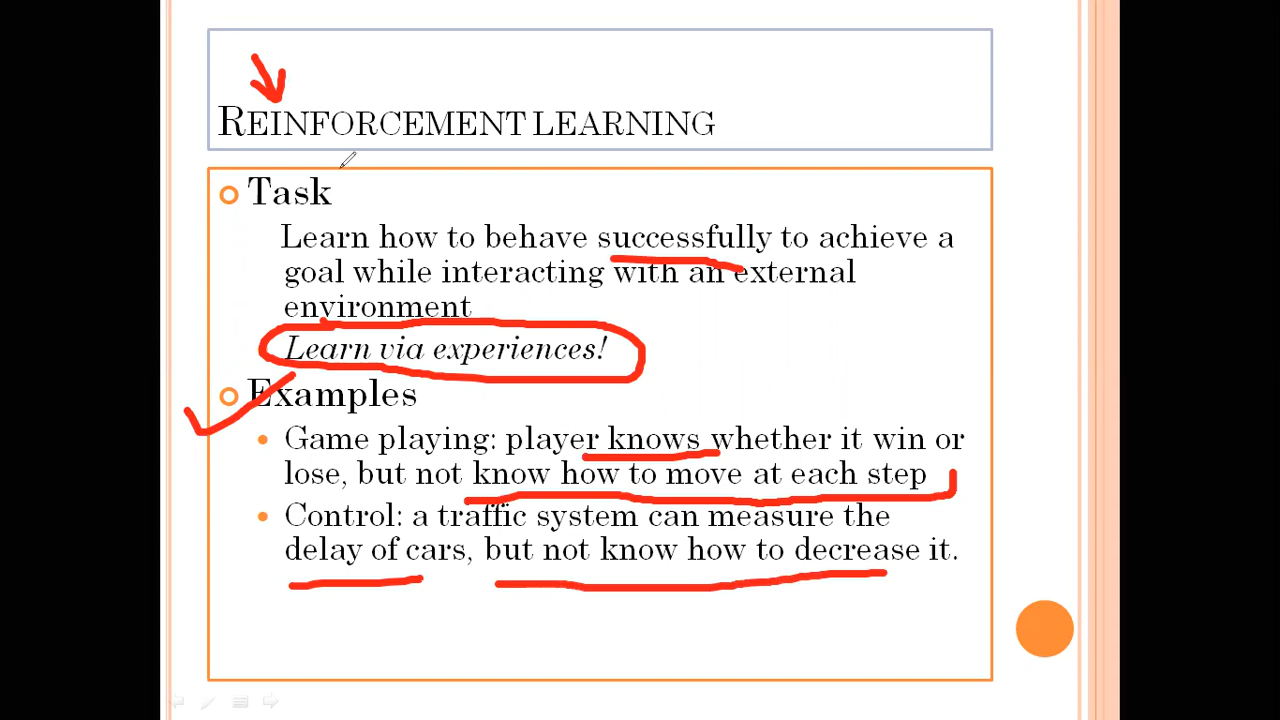 REINFORCEMENT LEARNING
Task
Learn how to behave successfully to achieve a
goal while interacting with an external
environment
Learn via experiences!
Examples
Game playing: player knows whether it win or
lose, but not know how to move at each step
Control: a traffic system can measure the
delay of cars, but not know how to decrease it.